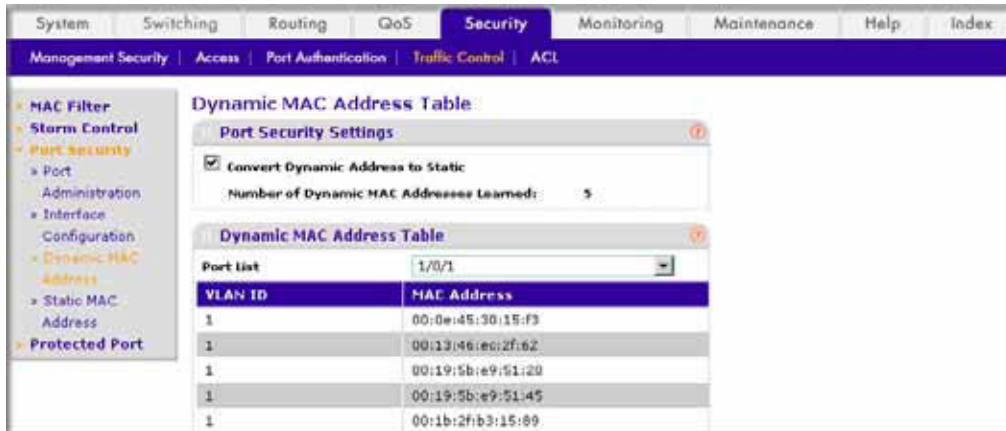 System Switching Routing QoS Security Monitoring Maintenance Help Index
Management Security Access Port Authentication Traffic Control ACL
MAC Filter
Storm Control
Port Security
Port
Administration
Interface
Configuration
Dynamic MAC
Address
Static MAC
Address
Protected Port
Dynamic MAC Address Table
Port Security Settings
Convert Dynamic Address to Static
Number of Dynamic MAC Addresses Learned: 5
Dynamic MAC Address Table
Port List 1/0/1
VLAN ID MAC Address
1 00:0e:45:30:15:f3
1 00:13:46:ec:2f:62
1 00:19:5b:e9:51:20
1 00:19:5b:e9:51:45
1 00:1b:2f:b3:15:89